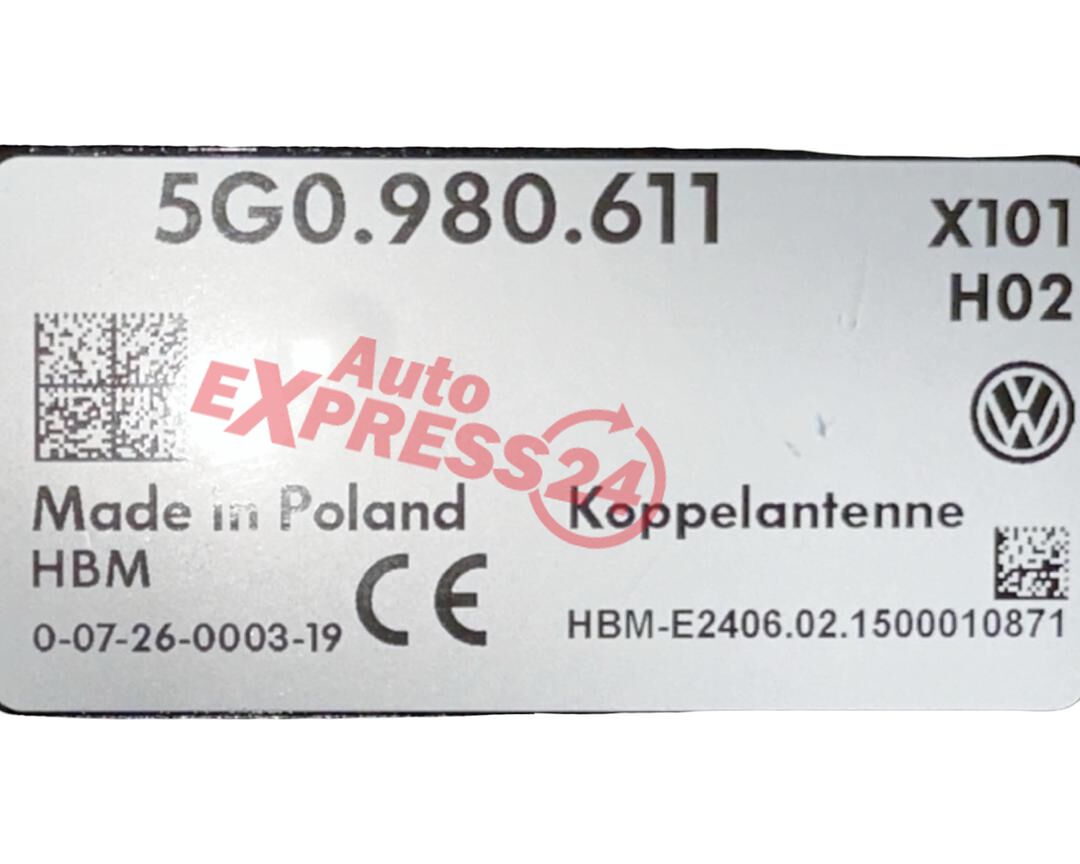 5G0.980.611
X101
H02
Auto
EXPRESS24
Made in Poland
Koppelantenne
HBM
CE
0-07-26-0003-19
HBM-E2406.02.1500010871